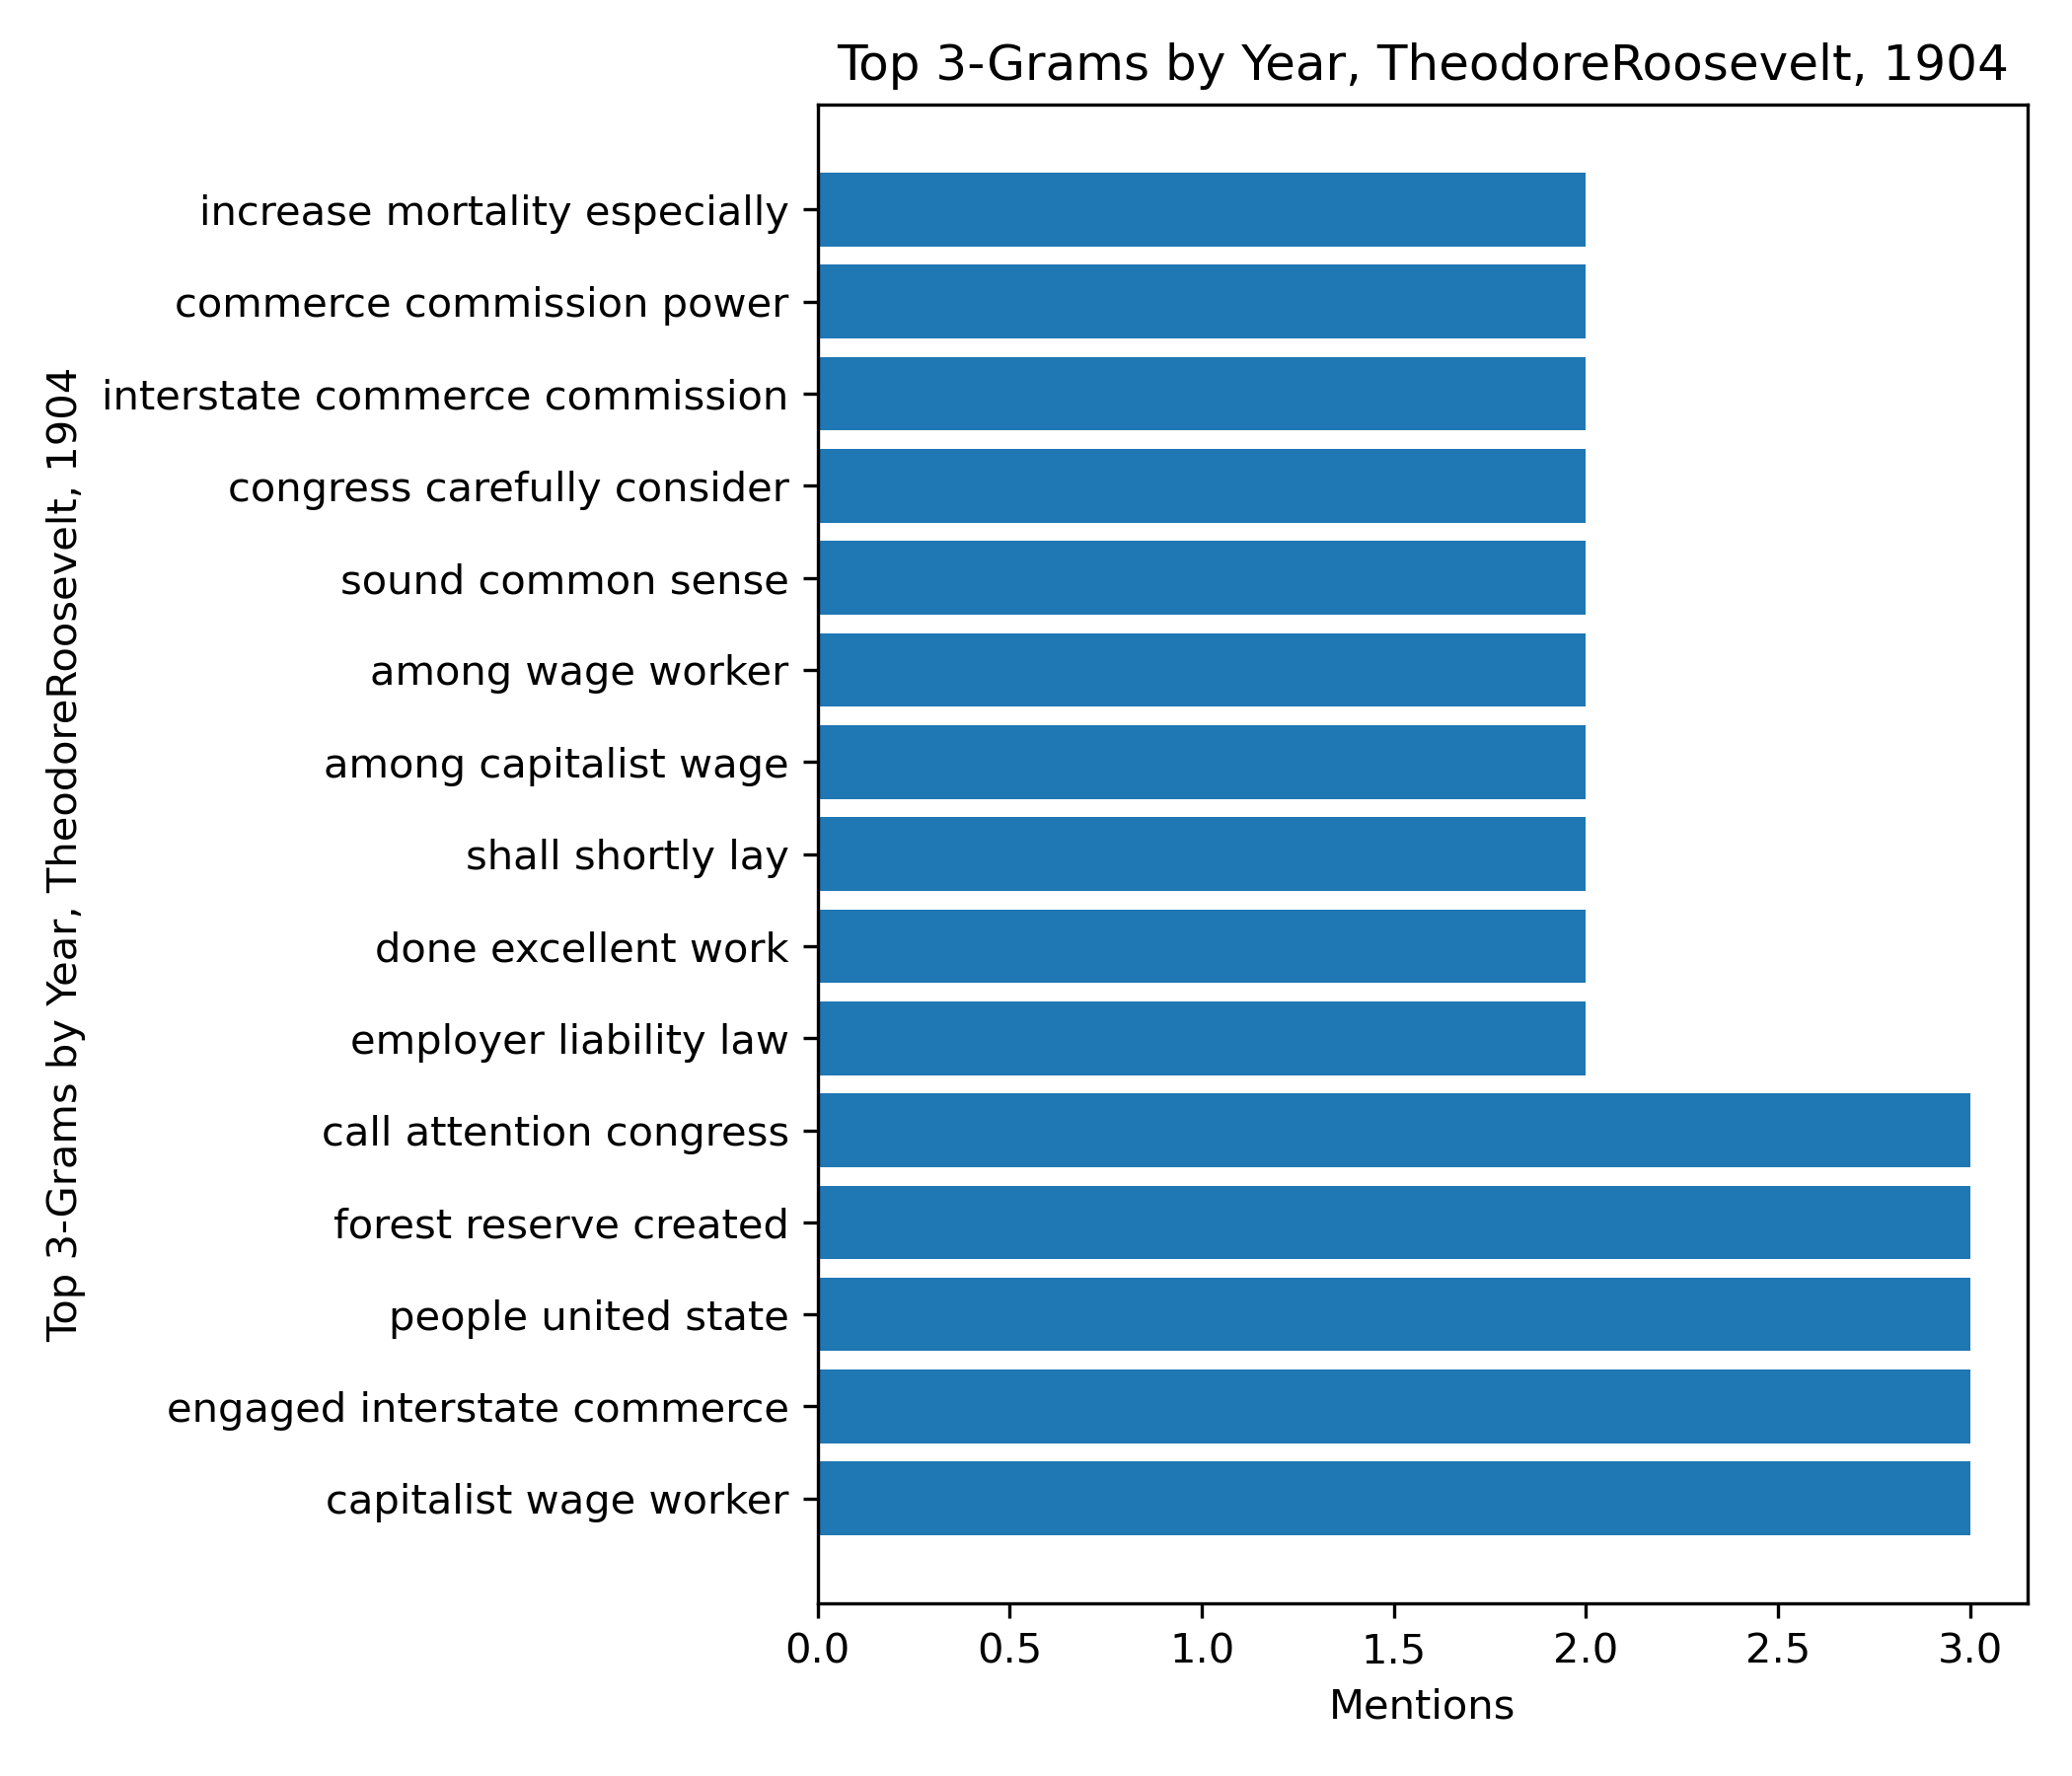 Top 3-Grams by Year, TheodoreRoosevelt, 1904
Top 3-Grams by Year, TheodoreRoosevelt, 1904
increase mortality especially
commerce commission power
interstate commerce commission
congress carefully consider
sound common sense
among wage worker
among capitalist wage
shall shortly lay
done excellent work
employer liability law
call attention congress
forest reserve created
people united state
engaged interstate commerce
capitalist wage worker
0.0 0.5 1.0 1.5 2.0 2.5 3.0
Mentions